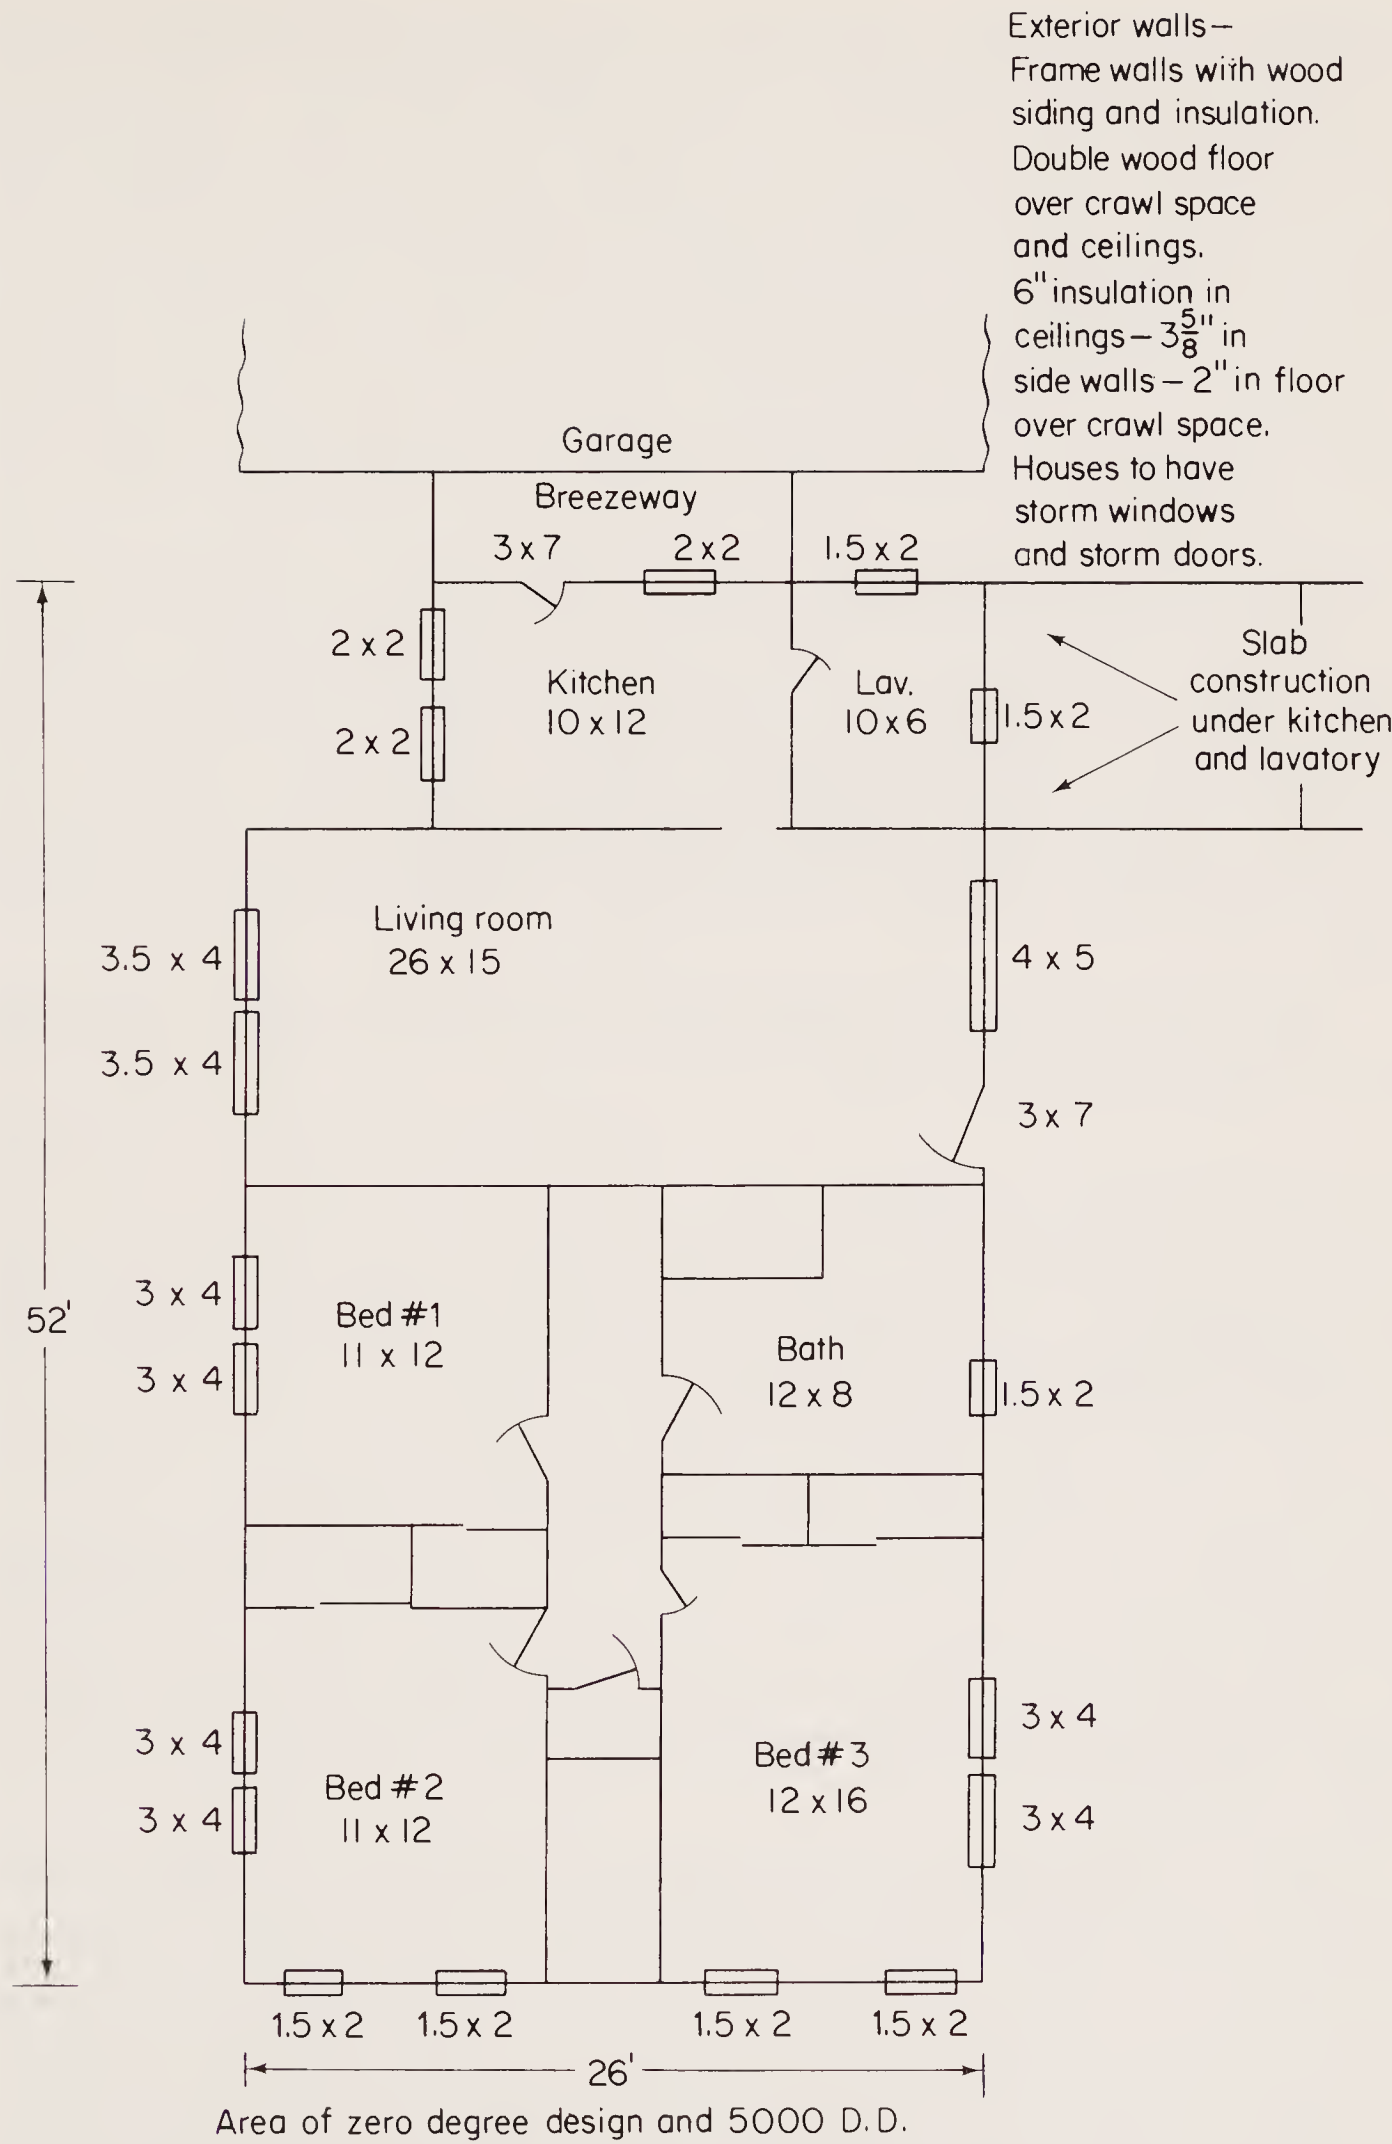 Exterior walls—
Frame walls with wood
siding and insulation.
Double wood floor
over crawl space
and ceilings.
6" insulation in
ceilings— 3 5/8" in
side walls— 2" in floor
over crawl space.
Houses to have
storm windows
and storm doors.
Garage
Breezeway
3 x 7
2 x 2
1.5 x 2
2 x 2
Kitchen
10 x 12
Lav.
10 x 6
1.5 x 2
Slab
construction
under kitchen
and lavatory
2 x 2
Living room
26 x 15
3.5 x 4
4 x 5
3.5 x 4
3 x 7
3 x 4
52'
Bed #1
11 x 12
Bath
12 x 8
3 x 4
1.5 x 2
3 x 4
3 x 4
Bed #2
11 x 12
Bed #3
12 x 16
3 x 4
3 x 4
1.5 x 2
1.5 x 2
1.5 x 2
1.5 x 2
26'
Area of zero degree design and 5000 D.D.